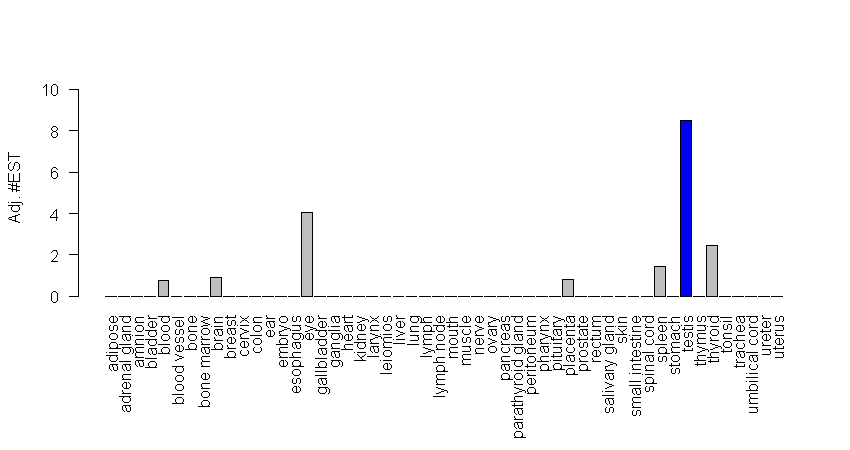 10
8
6
4
2
0
Adj. #EST
adipose
adrenal gland
amnion
bladder
blood
blood vessel
bone
bone marrow
brain
breast
cervix
colon
ear
embryo
esophagus
eye
gallbladder
ganglia
heart
kidney
larynx
leiomios
liver
lung
lymph
lymph node
mouth
muscle
nerve
ovary
pancreas
parathyroid gland
peritoneum
pharynx
pituitary
placenta
prostate
rectum
salivary gland
skin
small intestine
spinal cord
spleen
stomach
testis
thymus
thyroid
tonsil
trachea
umbilical cord
ureter
uterus